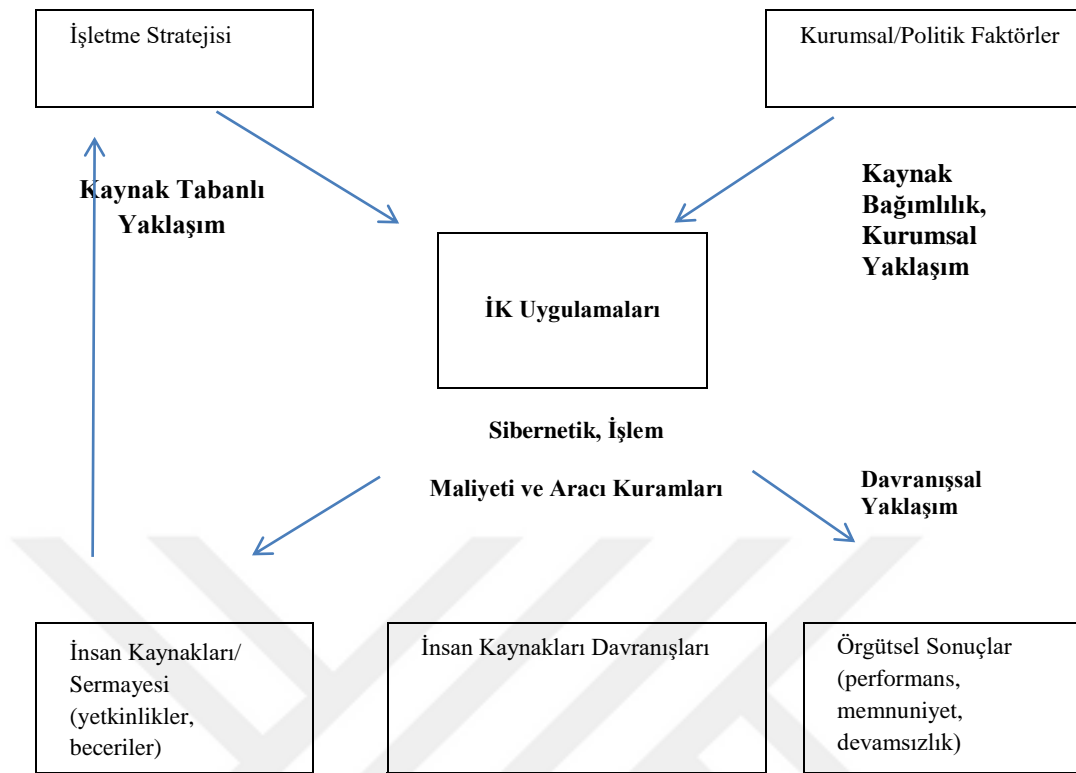 İşletme Stratejisi
Kurumsal/Politik Faktörler
Kaynak Tabanlı
Yaklaşım
Kaynak
Bağımlılık,
Kurumsal
Yaklaşım
İK Uygulamaları
Sibernetik, İşlem
Maliyeti ve Aracı Kuramları
Davranışsal
Yaklaşım
İnsan Kaynakları/
Sermayesi
(yetkinlikler,
beceriler)
İnsan Kaynakları Davranışları
Örgütsel Sonuçlar
(performans,
memnuniyet,
devamsızlık)